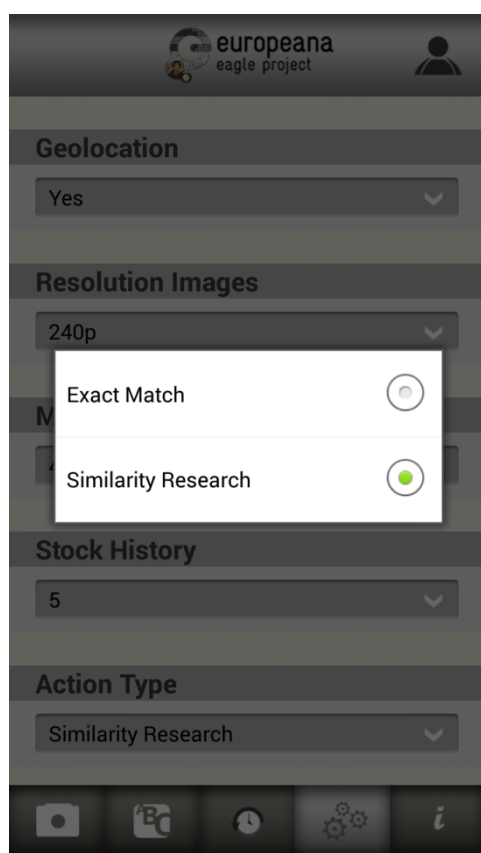 europeana
eagle project
Geolocation
Yes
Resolution Images
240p
Exact Match
M
Similarity Research
Stock History
5
Action Type
Similarity Research
ABC
i